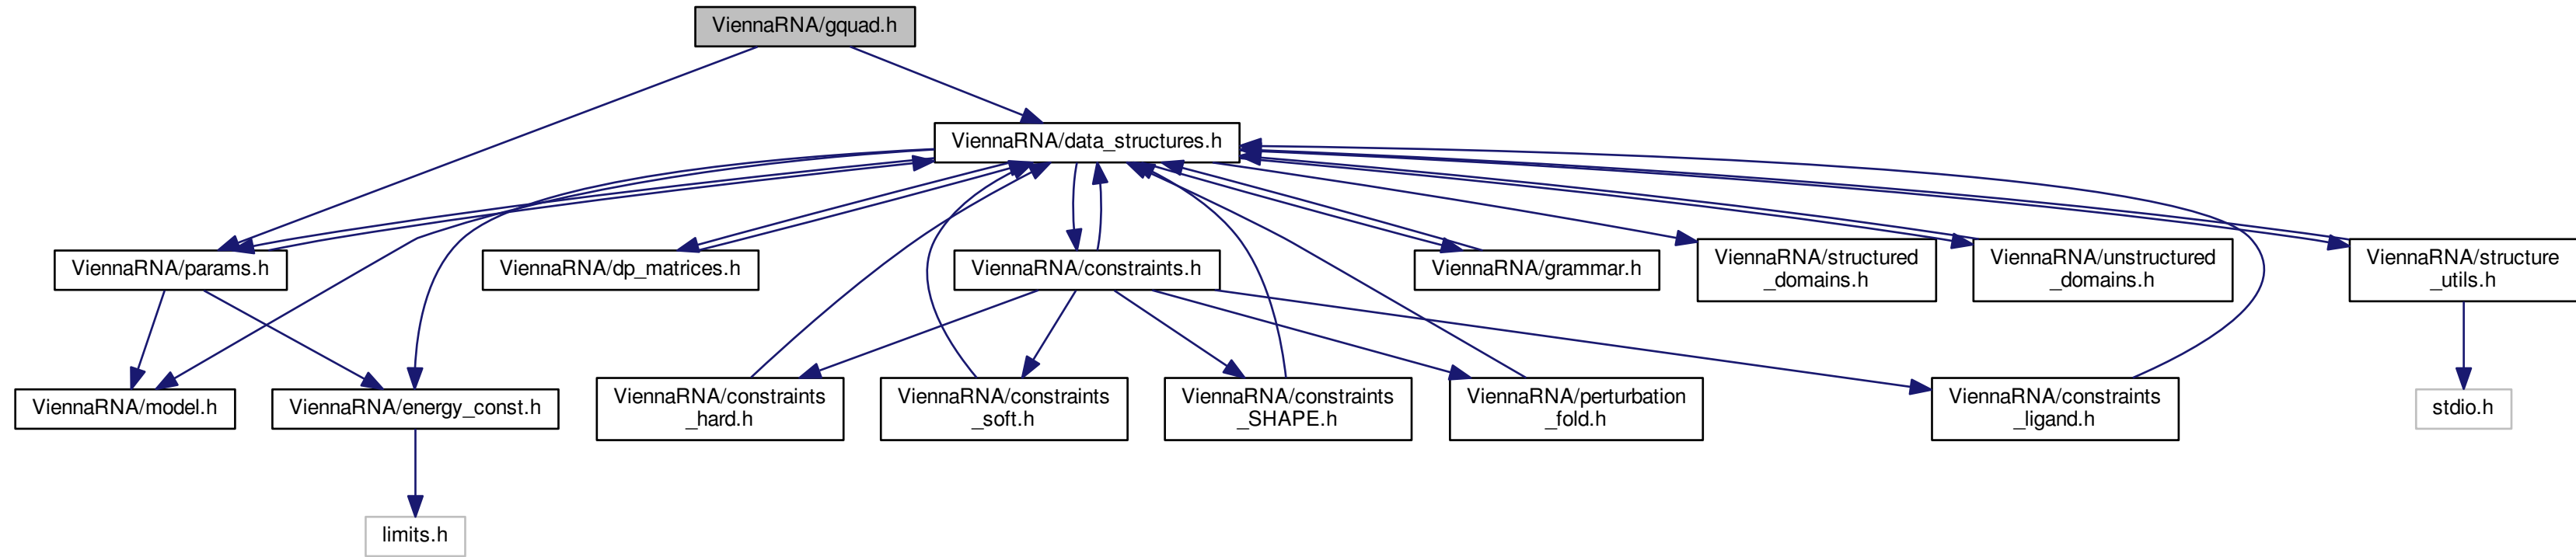 ViennaRNA/gquad.h
ViennaRNA/data_structures.h
ViennaRNA/params.h
ViennaRNA/dp_matrices.h
ViennaRNA/constraints.h
ViennaRNA/grammar.h
ViennaRNA/structured
_domains.h
ViennaRNA/unstructured
_domains.h
ViennaRNA/structure
_utils.h
ViennaRNA/model.h
ViennaRNA/energy_const.h
ViennaRNA/constraints
_hard.h
ViennaRNA/constraints
_soft.h
ViennaRNA/constraints
_SHAPE.h
ViennaRNA/perturbation
_fold.h
ViennaRNA/constraints
_ligand.h
stdio.h
limits.h